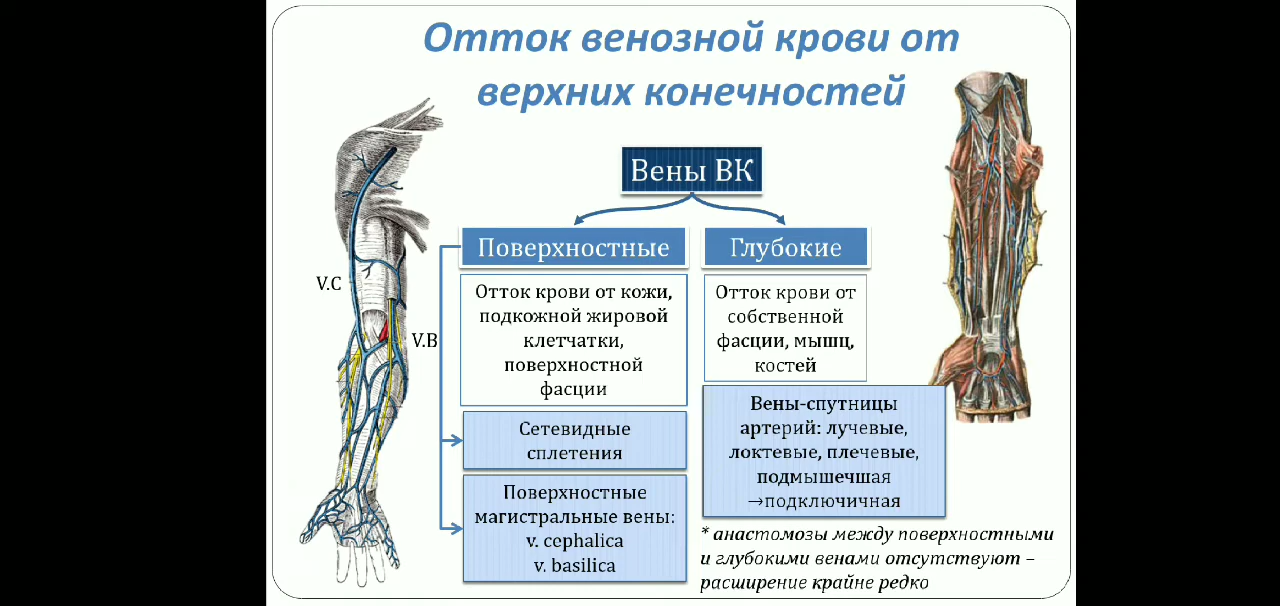 Отток венозной крови от
верхних конечностей
Вены ВК
Поверхностные
Глубокие
V.C
V.B
Отток крови от кожи,
подкожной жировой
клетчатки,
поверхностной
фасции
Отток крови от
собственной
фасции, мышц,
костей
Сетевидные
сплетения
Поверхностные
магистральные вены:
v. cephalica
v. basilica
Вены-спутницы
артерий: лучевые,
локтевые, плечевые,
подмышечшая
→подключичная
* анастомозы между поверхностными
и глубокими венами отсутствуют –
расширение крайне редко